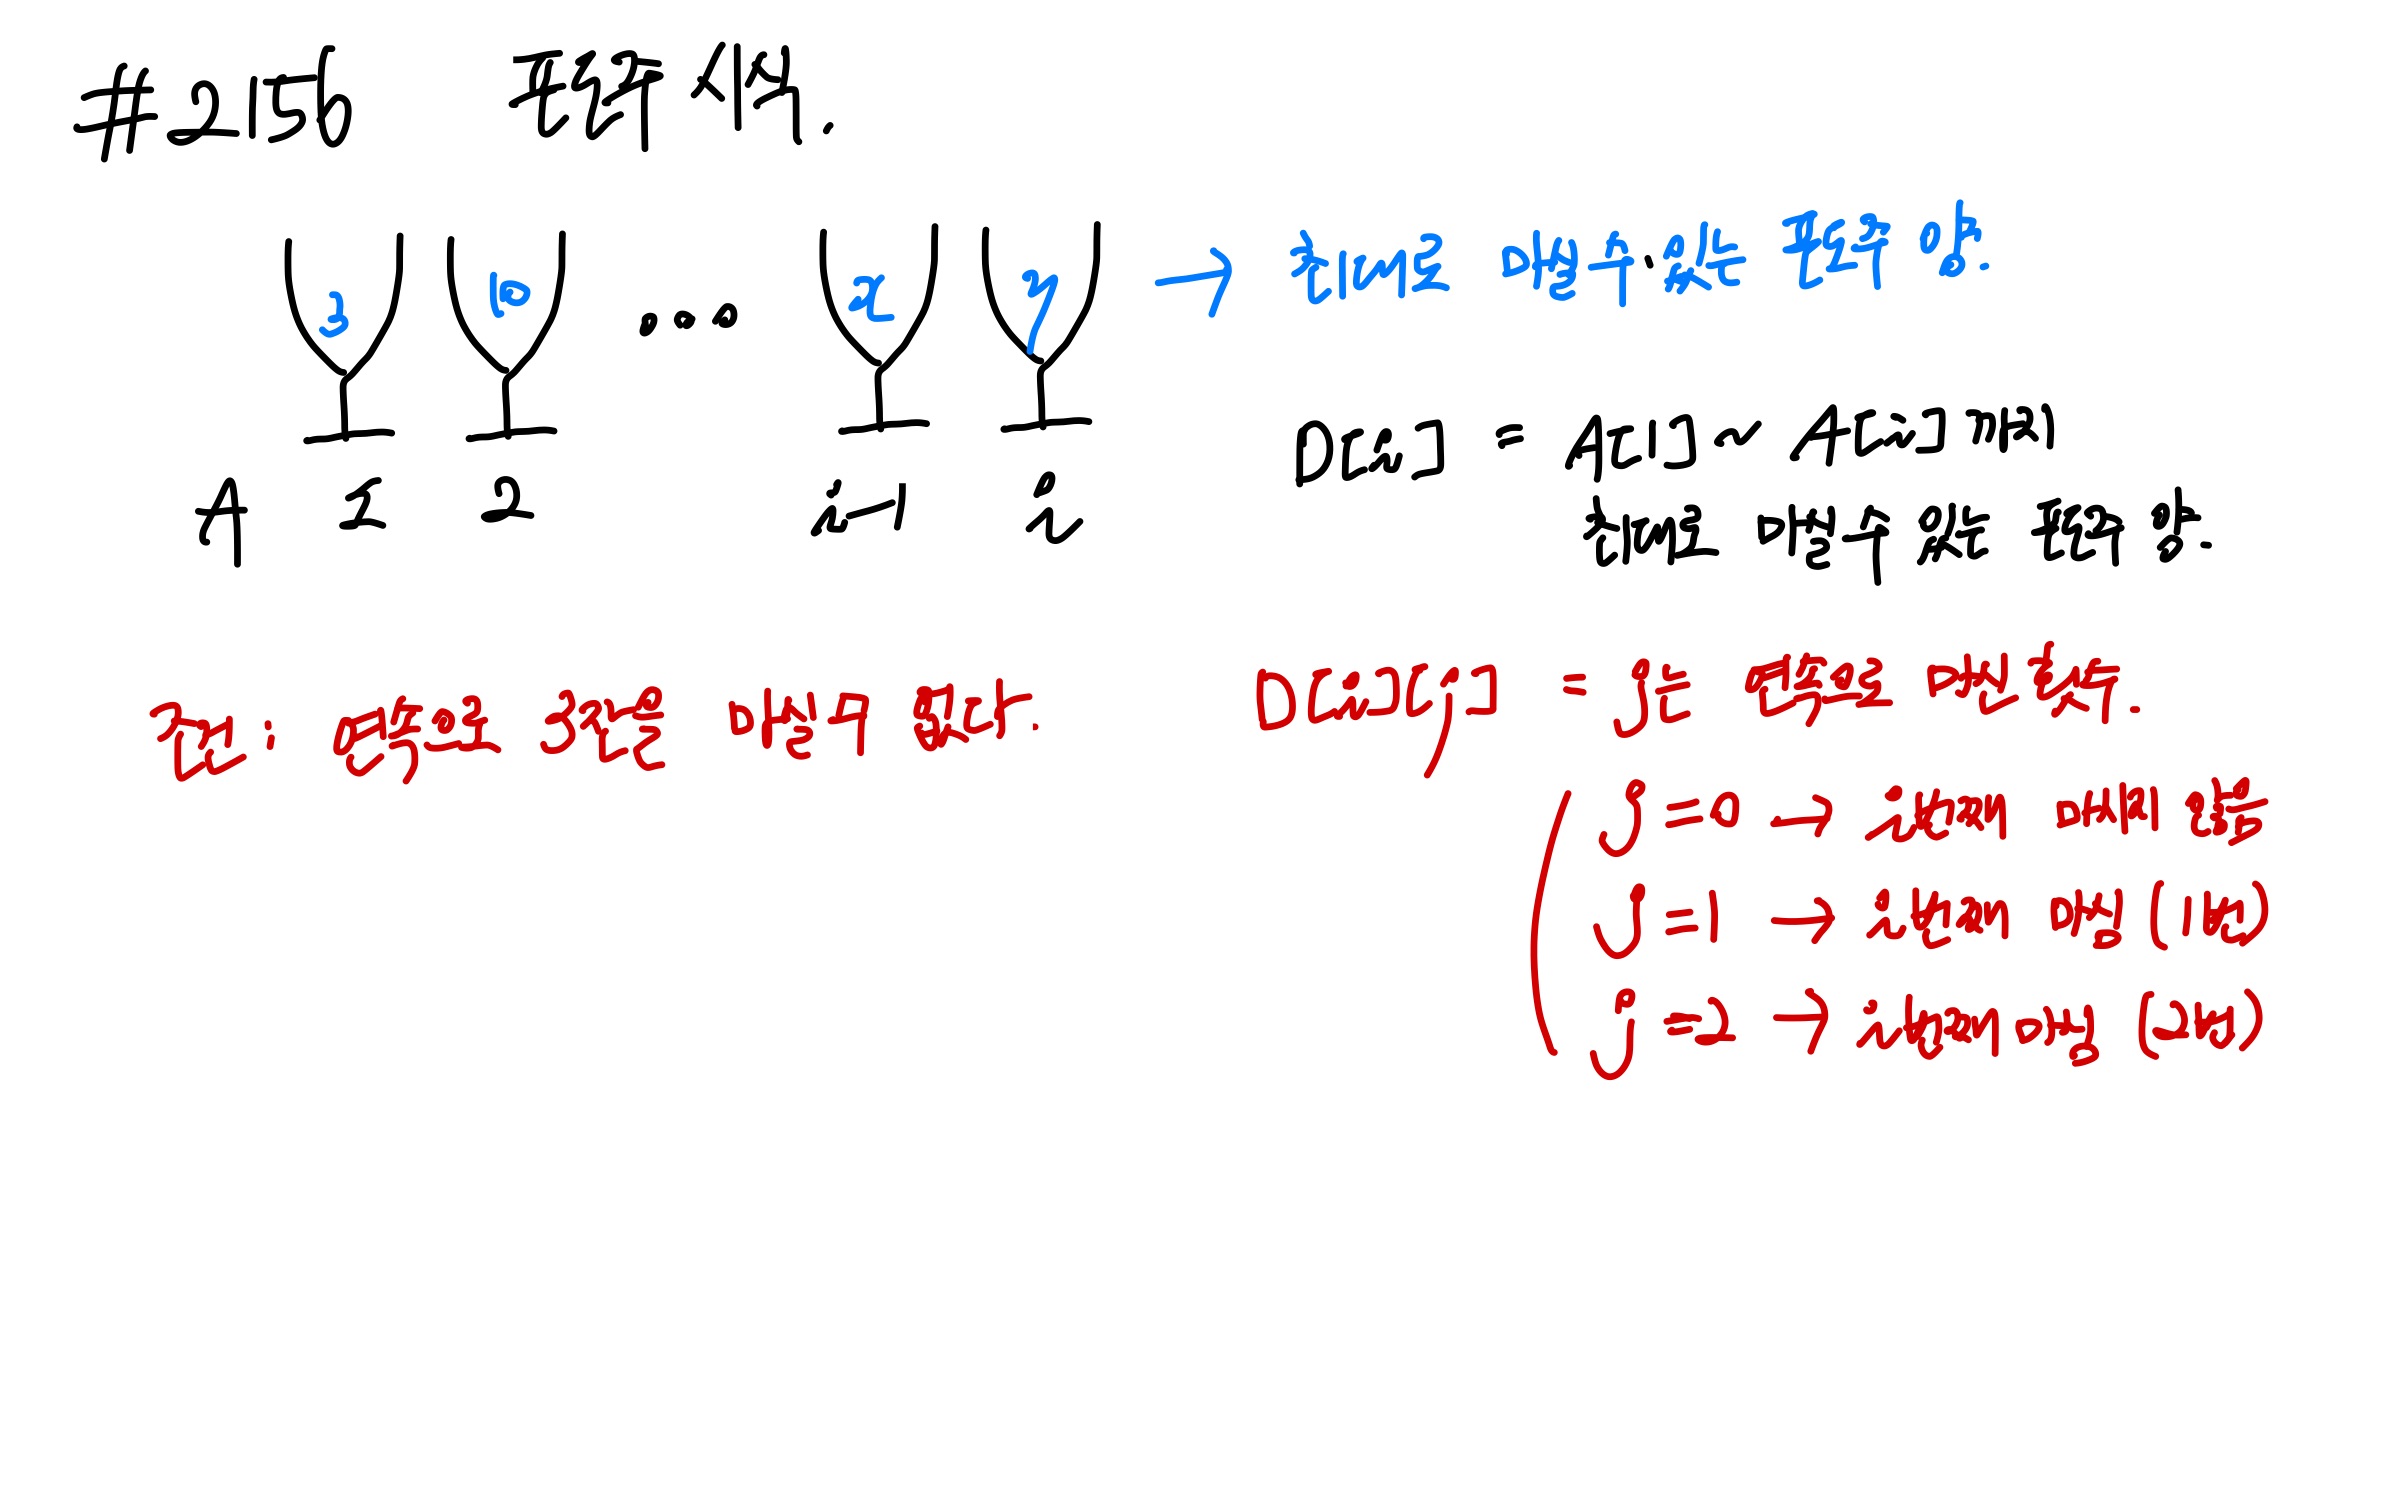 #2156 포도주 시식.
3 10 ... x y → 최대로 마실수 있는 포도주 양.
A 1 2 i-1 i
D[i] = A[1] ~ A[i] 까지
최대로 마실수 있는 포도주 양.
조건 : 연속으로 3잔을 마실 수 없다.
D[i][j] = j는 연속으로 마신 횟수.
j=0 → i번째 마시지 않음
j=1 → i번째 마심 (1번)
j=2 → i번째 마심 (2번)